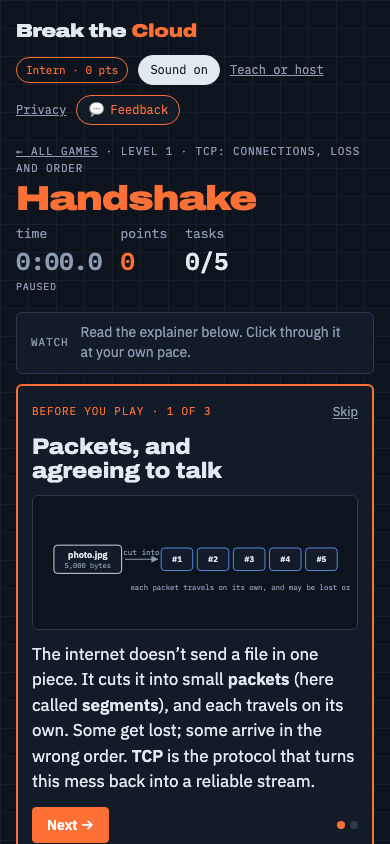 Break the Cloud
Intern · 0 pts
Sound on
Teach or host
Privacy
💬 Feedback
← ALL GAMES · LEVEL 1 · TCP: CONNECTIONS, LOSS
AND ORDER
Handshake
time points tasks
0:00.0 0 0/5
PAUSED
WATCH
Read the explainer below. Click through it
at your own pace.
BEFORE YOU PLAY · 1 OF 3
Skip
Packets, and
agreeing to talk
photo.jpg
5,000 bytes
cut into
#1 #2 #3 #4 #5
each packet travels on its own, and may be lost or
The internet doesn’t send a file in one
piece. It cuts it into small packets (here
called segments), and each travels on its
own. Some get lost; some arrive in the
wrong order. TCP is the protocol that turns
this mess back into a reliable stream.
Next →